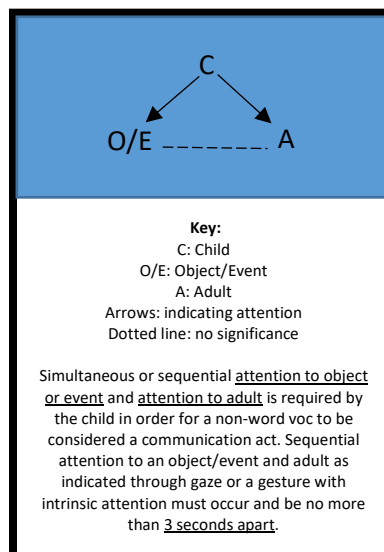 C
O/E
A
Key:
C: Child
O/E: Object/Event
A: Adult
Arrows: indicating attention
Dotted line: no significance
Simultaneous or sequential attention to object
or event and attention to adult is required by
the child in order for a non-word voc to be
considered a communication act. Sequential
attention to an object/event and adult as
indicated through gaze or a gesture with
intrinsic attention must occur and be no more
than 3 seconds apart.